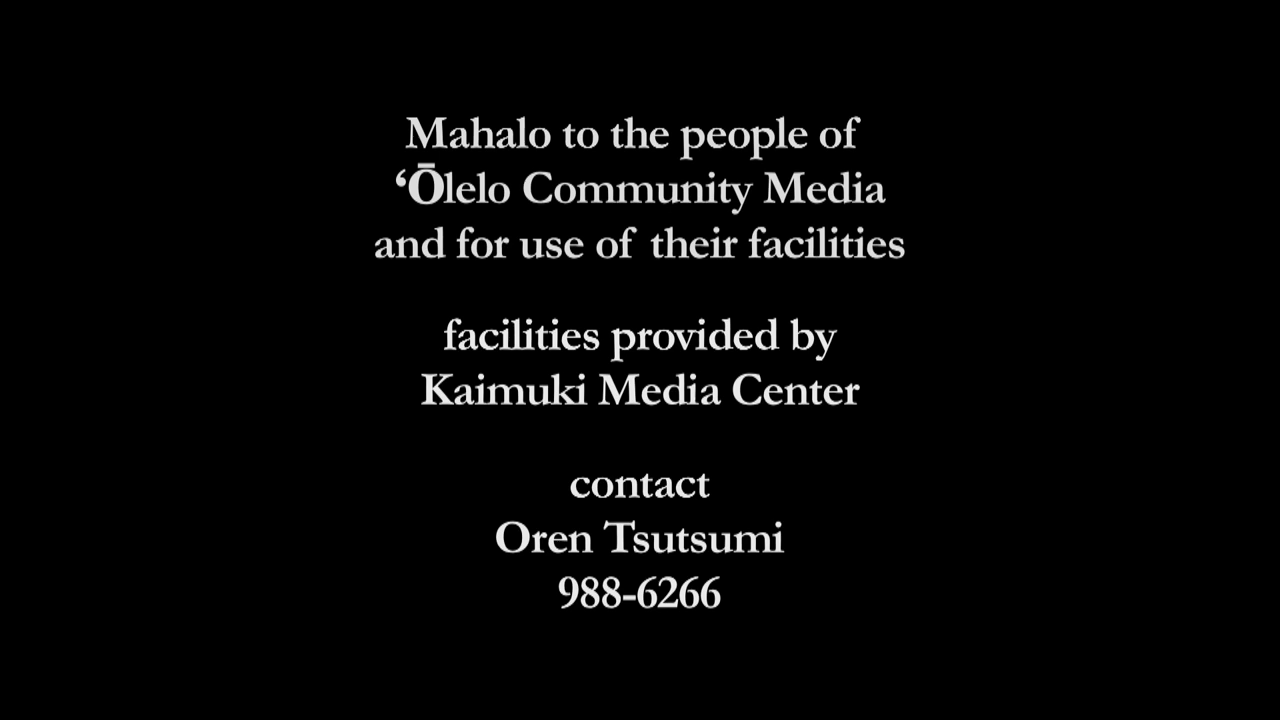 Mahalo to the people of
‘Ōlelo Community Media
and for use of their facilities
facilities provided by
Kaimuki Media Center
contact
Oren Tsutsumi
988-6266